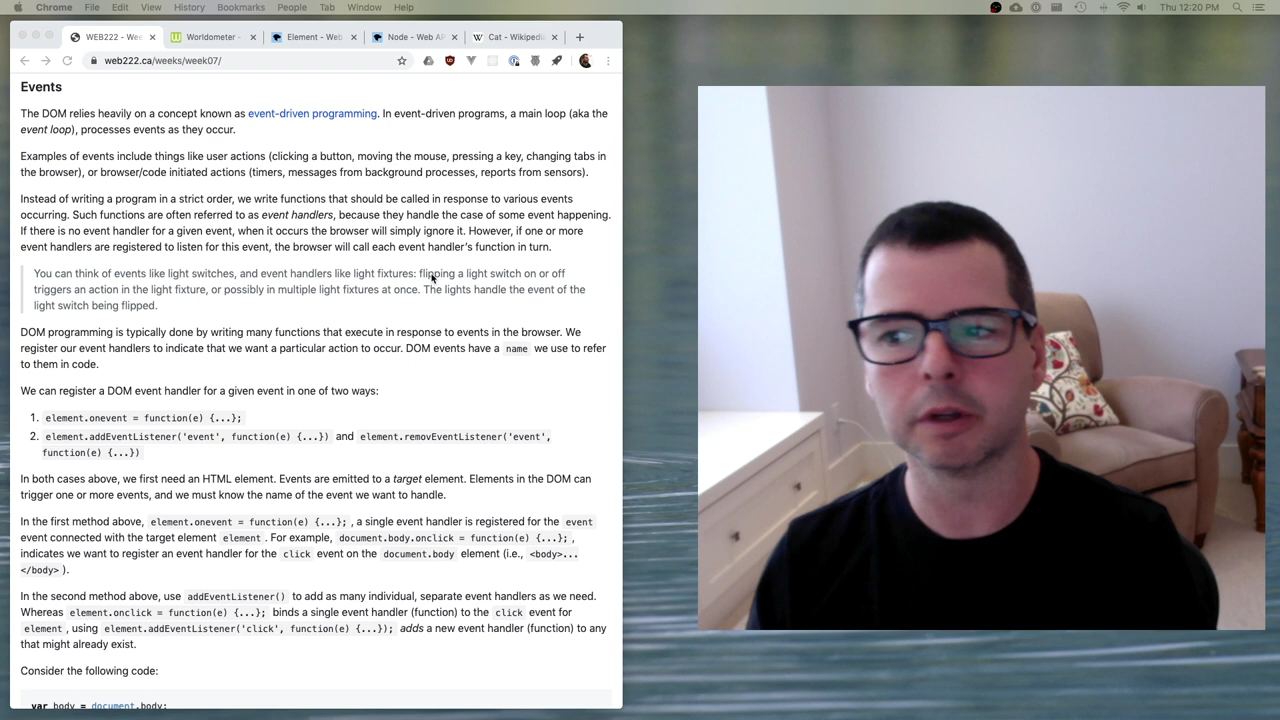 Chrome File Edit View History Bookmarks People Tab Window Help Thu 12:20 PM
WEB222 - Wee Worldometer - Element - Web Node - Web AP Cat - Wikipedi
web222.ca/weeks/week07/
Events
The DOM relies heavily on a concept known as event-driven programming. In event-driven programs, a main loop (aka the
event loop), processes events as they occur.
Examples of events include things like user actions (clicking a button, moving the mouse, pressing a key, changing tabs in
the browser), or browser/code initiated actions (timers, messages from background processes, reports from sensors).
Instead of writing a program in a strict order, we write functions that should be called in response to various events
occurring. Such functions are often referred to as event handlers, because they handle the case of some event happening.
If there is no event handler for a given event, when it occurs the browser will simply ignore it. However, if one or more
event handlers are registered to listen for this event, the browser will call each event handler's function in turn.
You can think of events like light switches, and event handlers like light fixtures: flipping a light switch on or off
triggers an action in the light fixture, or possibly in multiple light fixtures at once. The lights handle the event of the
light switch being flipped.
DOM programming is typically done by writing many functions that execute in response to events in the browser. We
register our event handlers to indicate that we want a particular action to occur. DOM events have a name we use to refer
to them in code.
We can register a DOM event handler for a given event in one of two ways:
1. element.onevent = function(e) {...};
2. element.addEventListener('event', function(e) {...}) and element.removEventListener('event',
function(e) {...})
In both cases above, we first need an HTML element. Events are emitted to a target element. Elements in the DOM can
trigger one or more events, and we must know the name of the event we want to handle.
In the first method above, element.onevent = function(e) {...}; , a single event handler is registered for the event
event connected with the target element element . For example, document.body.onclick = function(e) {...}; ,
indicates we want to register an event handler for the click event on the document.body element (i.e., <body>...
</body> ).
In the second method above, use addEventListener() to add as many individual, separate event handlers as we need.
Whereas element.onclick = function(e) {...}; binds a single event handler (function) to the click event for
element , using element.addEventListener('click', function(e) {...}); adds a new event handler (function) to any
that might already exist.
Consider the following code:
var body = document.body;